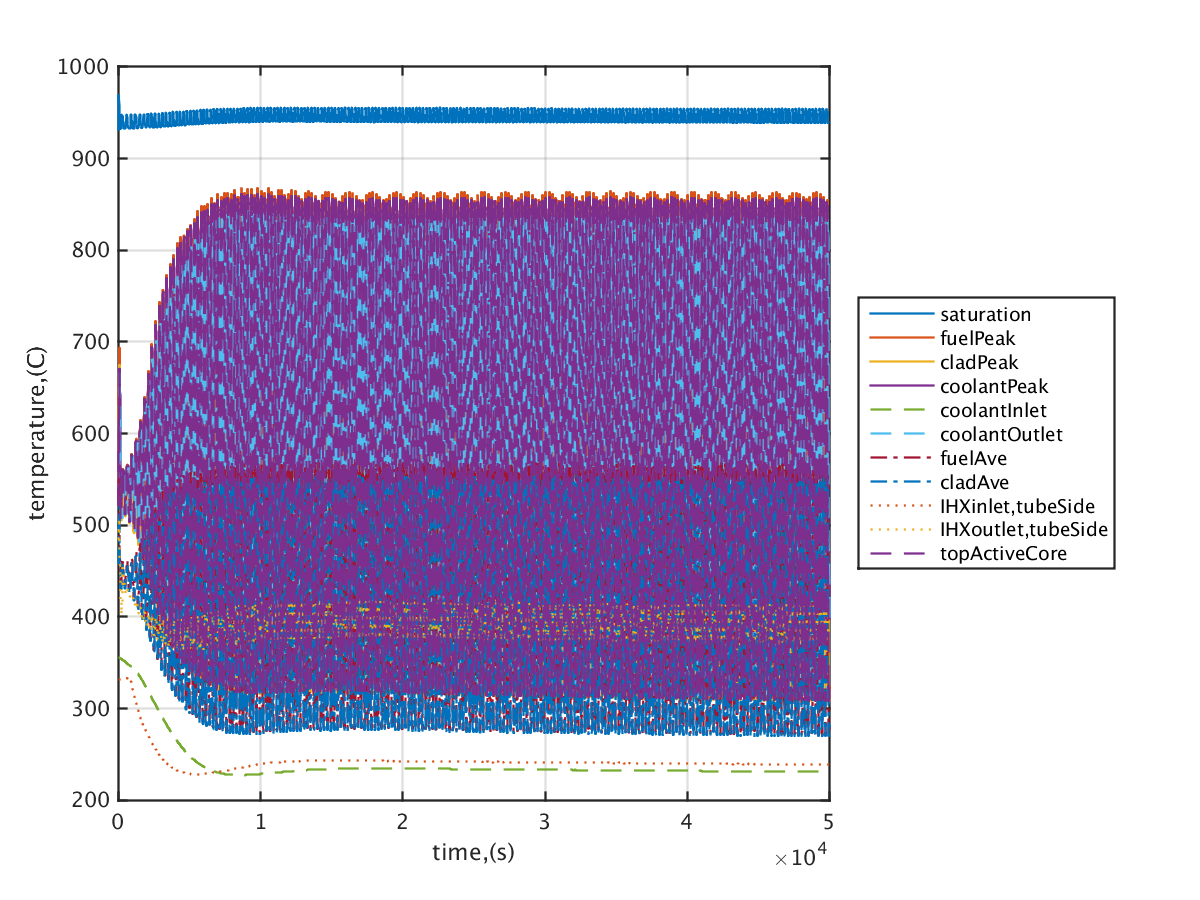 1000
900
800
700
600
500
400
300
200
temperature,(C)
0
1
2
3
4
5
time,(s)
×10^4
saturation
fuelPeak
cladPeak
coolantPeak
coolantInlet
coolantOutlet
fuelAve
cladAve
IHXinlet,tubeSide
IHXoutlet,tubeSide
topActiveCore